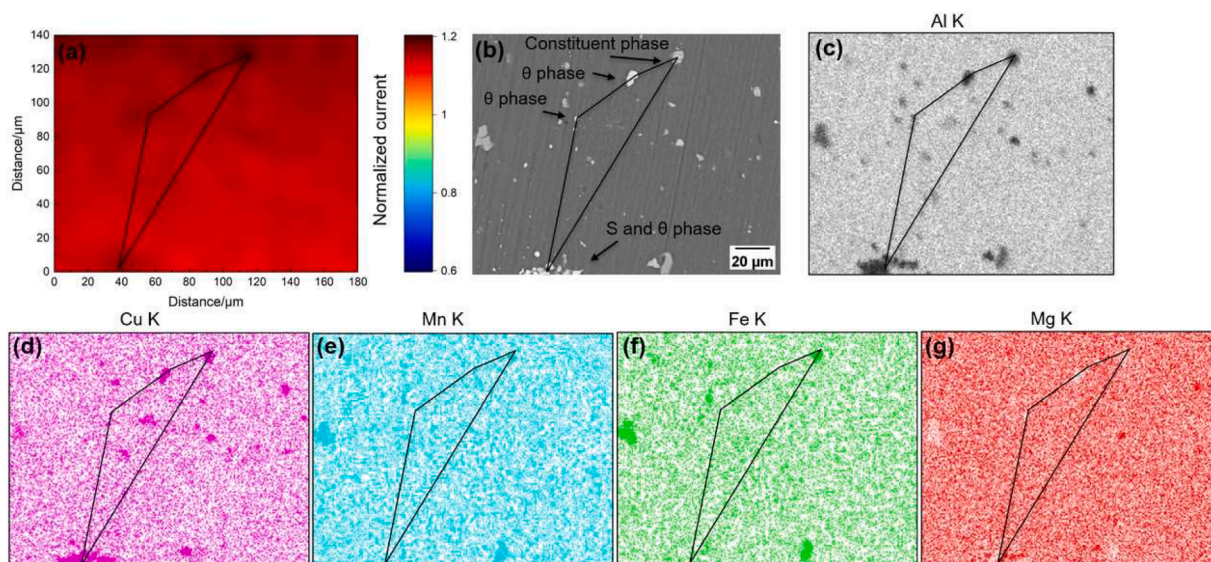 (a)
140
120
100
80
60
40
20
0
0 20 40 60 80 100 120 140 160 180
Distance/µm
Distance/µm
1.2
1
0.8
0.6
Normalized current
(b)
Constituent phase
θ phase
θ phase
S and θ phase
20 µm
Al K
(c)
Cu K
(d)
Mn K
(e)
Fe K
(f)
Mg K
(g)